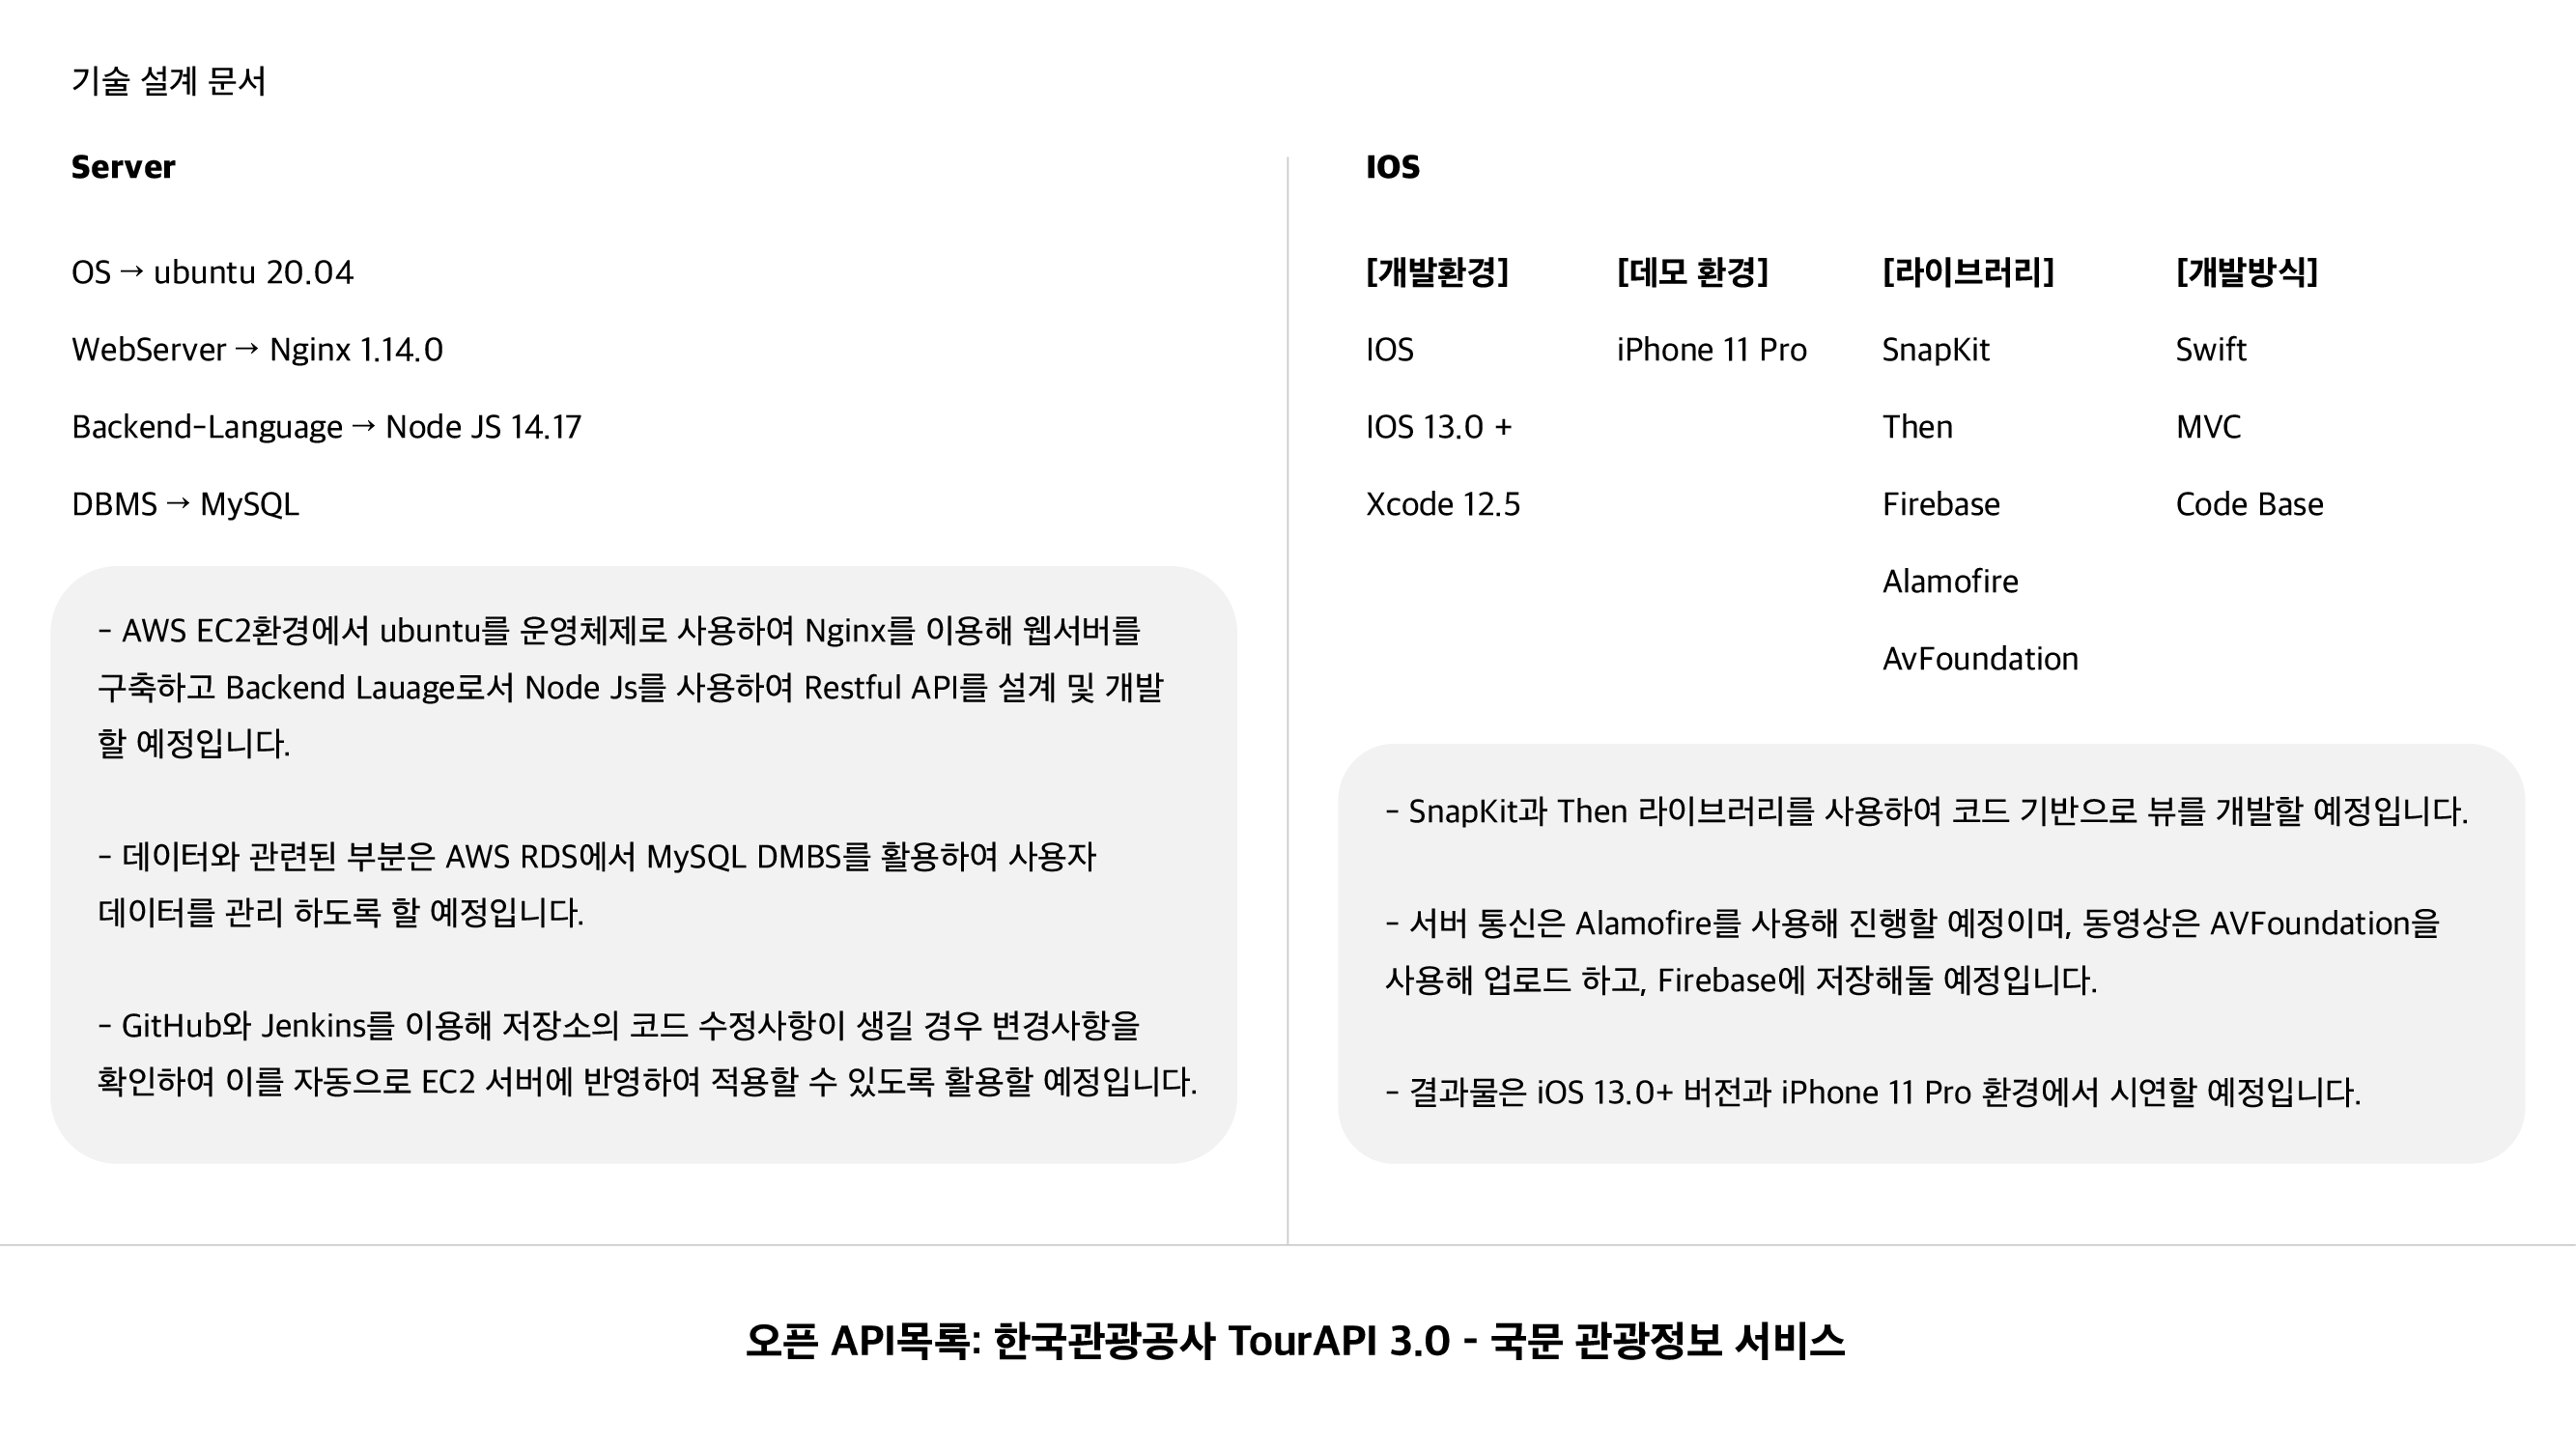 기술 설계 문서
Server
OS → ubuntu 20.04
WebServer → Nginx 1.14.0
Backend-Language → Node JS 14.17
DBMS → MySQL
- AWS EC2환경에서 ubuntu를 운영체제로 사용하여 Nginx를 이용해 웹서버를
구축하고 Backend Lauage로서 Node Js를 사용하여 Restful API를 설계 및 개발
할 예정입니다.
- 데이터와 관련된 부분은 AWS RDS에서 MySQL DMBS를 활용하여 사용자
데이터를 관리 하도록 할 예정입니다.
- GitHub와 Jenkins를 이용해 저장소의 코드 수정사항이 생길 경우 변경사항을
확인하여 이를 자동으로 EC2 서버에 반영하여 적용할 수 있도록 활용할 예정입니다.
IOS
[개발환경] [데모 환경] [라이브러리] [개발방식]
IOS iPhone 11 Pro SnapKit Swift
IOS 13.0 + Then MVC
Xcode 12.5 Firebase Code Base
Alamofire
AvFoundation
- SnapKit과 Then 라이브러리를 사용하여 코드 기반으로 뷰를 개발할 예정입니다.
- 서버 통신은 Alamofire를 사용해 진행할 예정이며, 동영상은 AVFoundation을
사용해 업로드 하고, Firebase에 저장해둘 예정입니다.
- 결과물은 iOS 13.0+ 버전과 iPhone 11 Pro 환경에서 시연할 예정입니다.
오픈 API목록: 한국관광공사 TourAPI 3.0 - 국문 관광정보 서비스